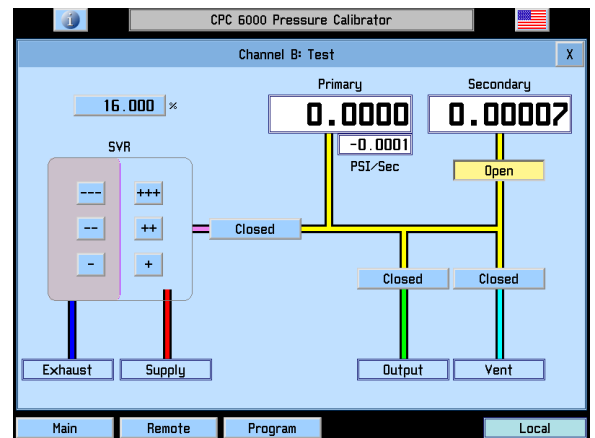 i
CPC 6000 Pressure Calibrator
Channel B: Test
X
Primary
Secondary
16.000 %
0.0000
0.00007
-0.0001
PSI/Sec
SVR
Open
--- +++
-- ++
- +
Closed
Closed
Closed
Exhaust
Supply
Output
Vent
Main
Remote
Program
Local